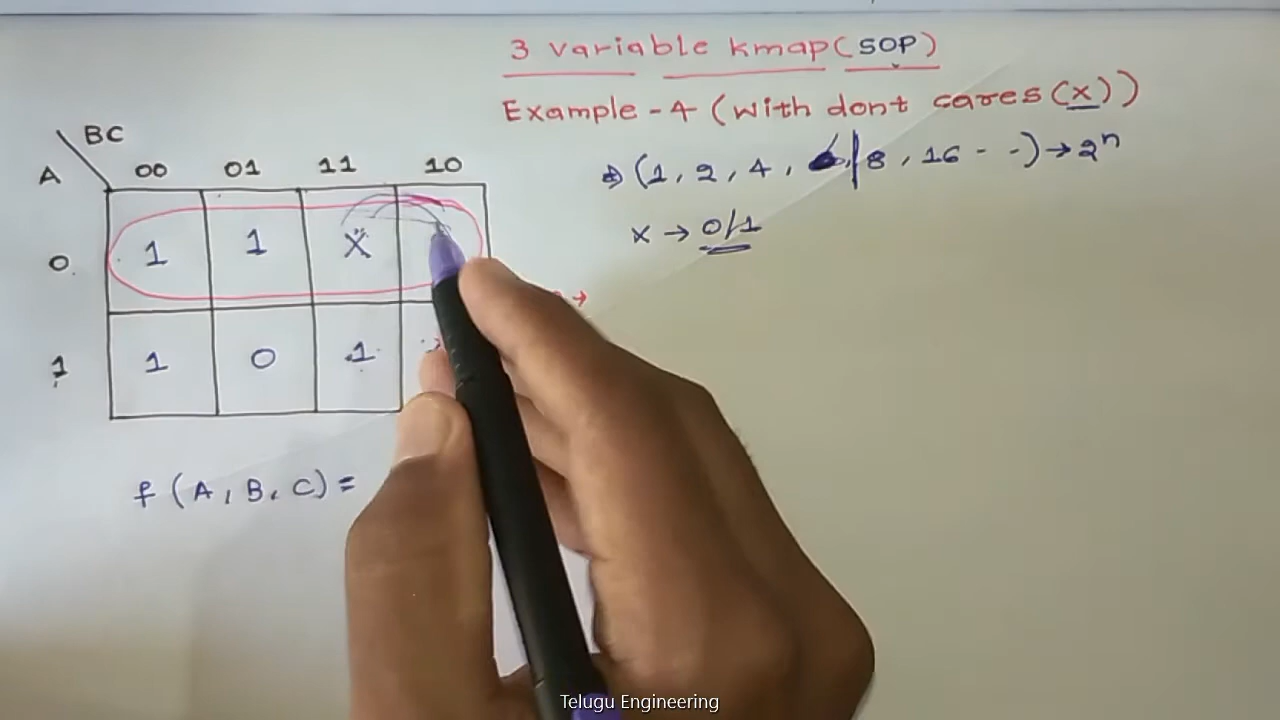 3 variable kmap(SOP)
Example-4 (with dont cares(x))
⇒ (1, 2, 4, 8, 16 - -) → 2ⁿ
x → 0/1
BC
A 00 01 11 10
0 1 1 X
1 1 0 1
f(A, B, C) =
Telugu Engineering